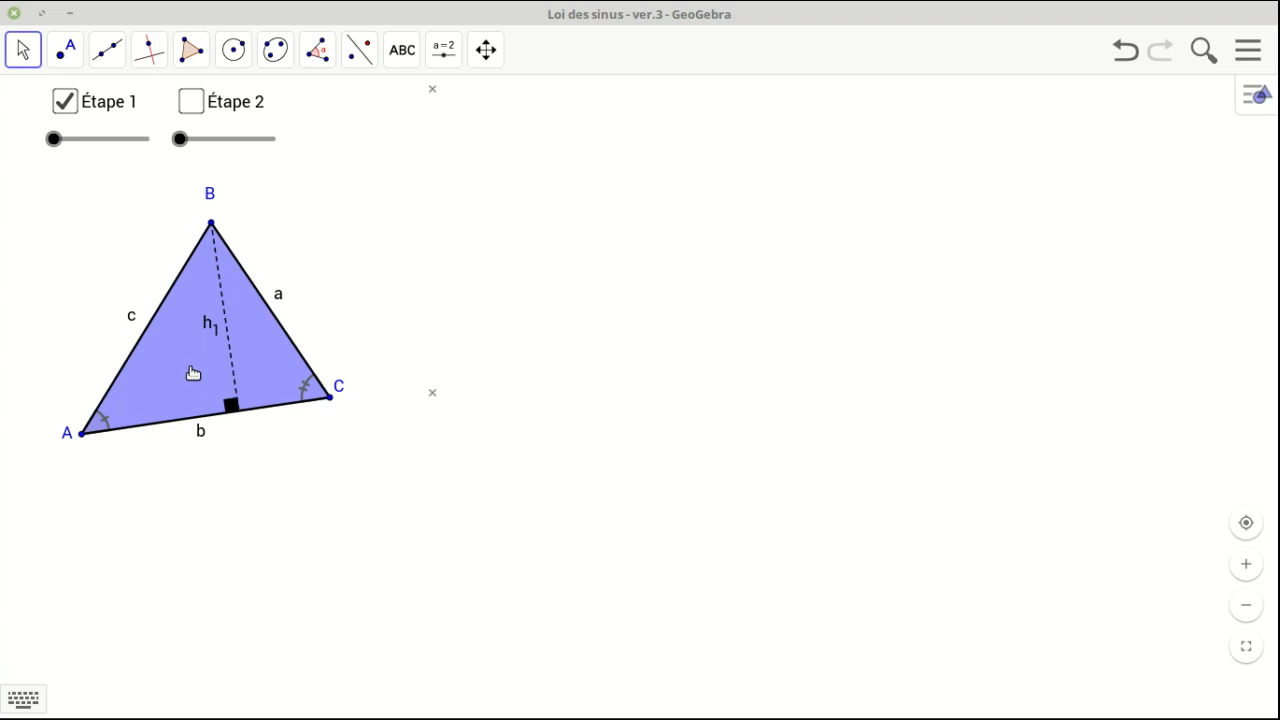 Loi des sinus - ver.3 - GeoGebra
A ABC a=2
Étape 1 Étape 2
B
c
a
h1
C
A
b